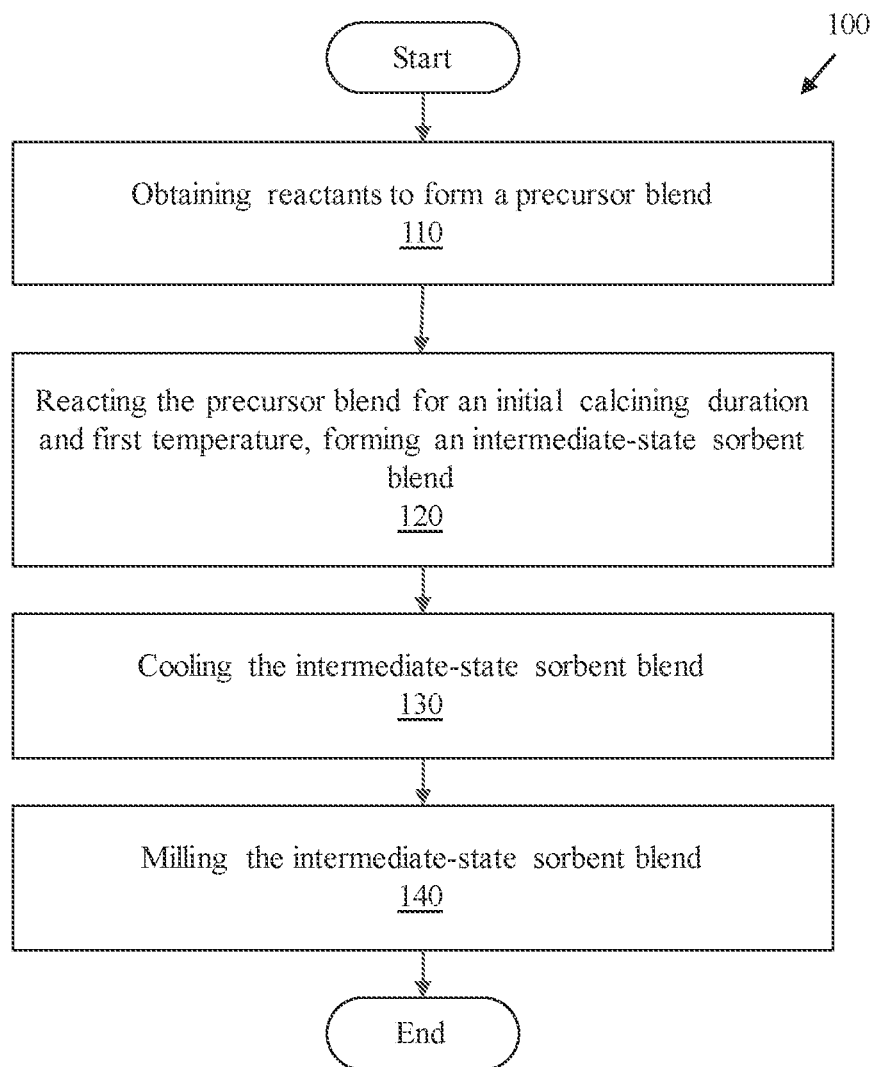 100
Start
Obtaining reactants to form a precursor blend
110
Reacting the precursor blend for an initial calcining duration
and first temperature, forming an intermediate-state sorbent
blend
120
Cooling the intermediate-state sorbent blend
130
Milling the intermediate-state sorbent blend
140
End